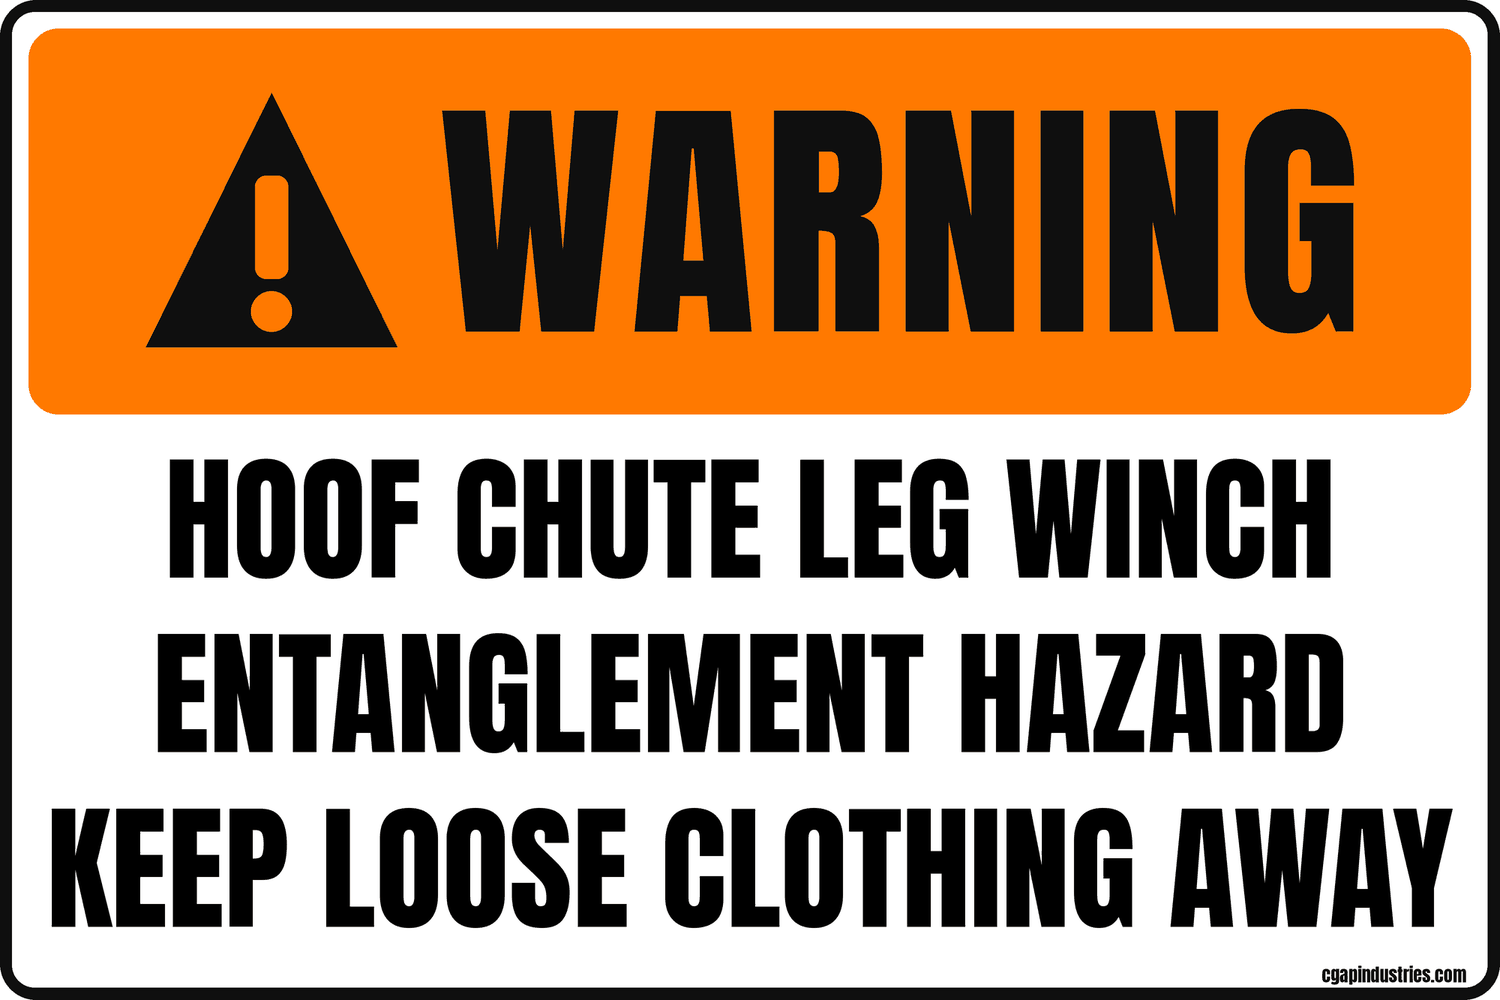 WARNING
HOOF CHUTE LEG WINCH
ENTANGLEMENT HAZARD
KEEP LOOSE CLOTHING AWAY
cgapindustries.com